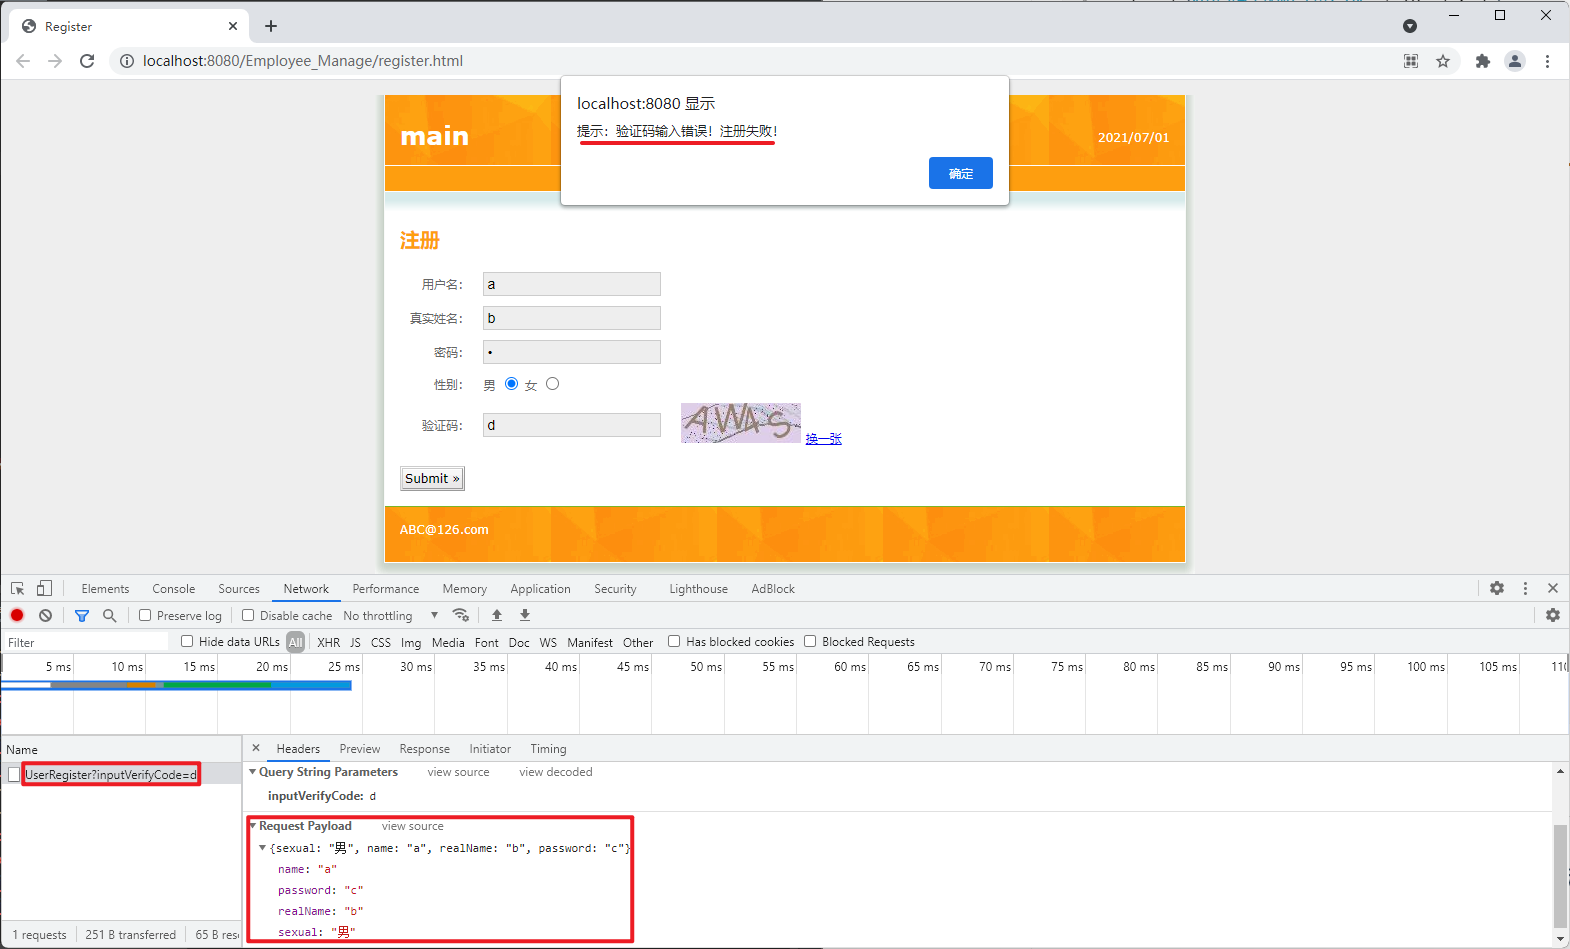 Register
localhost:8080/Employee_Manage/register.html
localhost:8080 显示
提示：验证码输入错误！注册失败！
确定
main
2021/07/01
注册
用户名：
a
真实姓名：
b
密码：
•
性别：
男 女
验证码：
d
AWAS
换一张
Submit »
ABC@126.com
Elements Console Sources Network Performance Memory Application Security Lighthouse AdBlock
Preserve log Disable cache No throttling
Filter Hide data URLs All XHR JS CSS Img Media Font Doc WS Manifest Other Has blocked cookies Blocked Requests
5 ms 10 ms 15 ms 20 ms 25 ms 30 ms 35 ms 40 ms 45 ms 50 ms 55 ms 60 ms 65 ms 70 ms 75 ms 80 ms 85 ms 90 ms 95 ms 100 ms 105 ms 110
Name
Headers Preview Response Initiator Timing
UserRegister?inputVerifyCode=d
Query String Parameters view source view decoded
inputVerifyCode: d
Request Payload view source
{sexual: "男", name: "a", realName: "b", password: "c"}
name: "a"
password: "c"
realName: "b"
sexual: "男"
1 requests 251 B transferred 65 B res